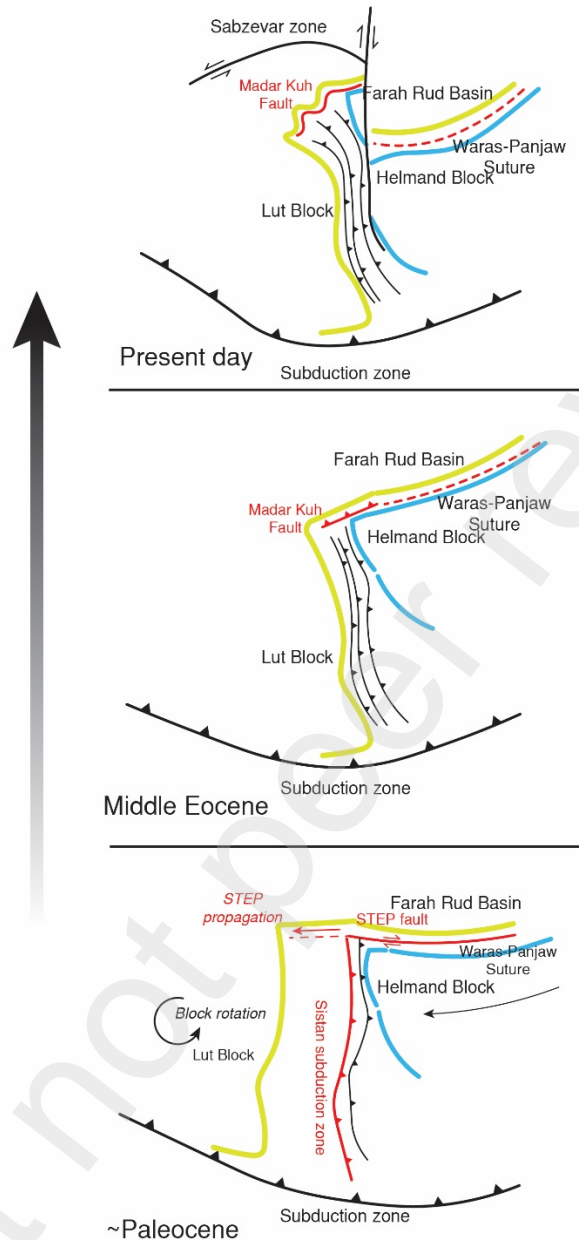 Sabzevar zone
Madar Kuh
Fault
Farah Rud Basin
Waras-Panjaw
Suture
Helmand Block
Lut Block
Present day
Subduction zone
Farah Rud Basin
Madar Kuh
Fault
Waras-Panjaw
Suture
Helmand Block
Lut Block
Subduction zone
Middle Eocene
STEP
propagation
Farah Rud Basin
STEP fault
Waras-Panjaw
Suture
Helmand Block
Block rotation
Lut Block
Sistan subduction zone
Subduction zone
~Paleocene
not peer re